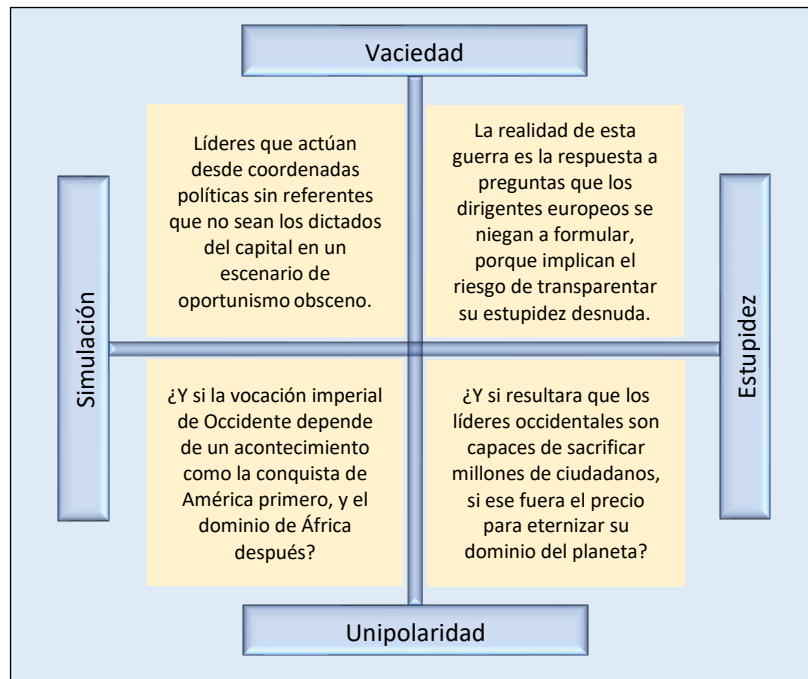 Vaciedad
Líderes que actúan
desde coordenadas
políticas sin referentes
que no sean los dictados
del capital en un
escenario de
oportunismo obsceno.
La realidad de esta
guerra es la respuesta a
preguntas que los
dirigentes europeos se
niegan a formular,
porque implican el
riesgo de transparentar
su estupidez desnuda.
Simulación
Estupidez
¿Y si la vocación imperial
de Occidente depende
de un acontecimiento
como la conquista de
América primero, y el
dominio de África
después?
¿Y si resultara que los
líderes occidentales son
capaces de sacrificar
millones de ciudadanos,
si ese fuera el precio
para eternizar su
dominio del planeta?
Unipolaridad